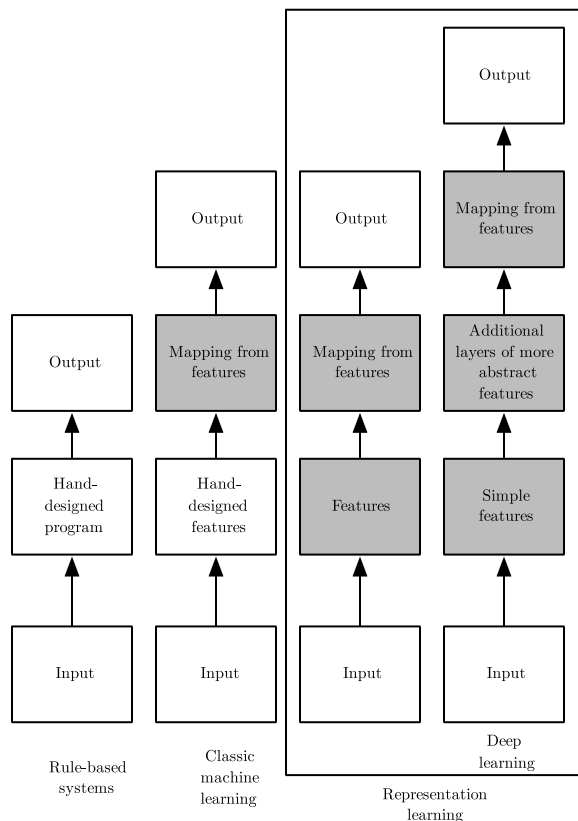 Output
Mapping from
features
Additional
layers of more
abstract
features
Simple
features
Input
Deep
learning
Output
Mapping from
features
Features
Input
Representation
learning
Output
Mapping from
features
Hand-
designed
features
Input
Classic
machine
learning
Output
Hand-
designed
program
Input
Rule-based
systems